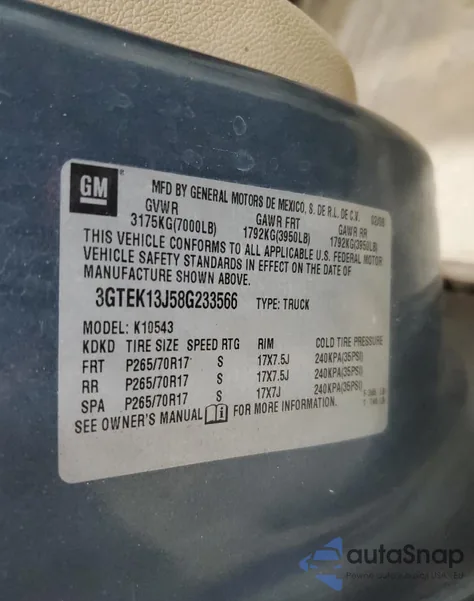 GM
MFD BY GENERAL MOTORS DE MEXICO, S. DE R.L. DE C.V.
GVWR GAWR FRT GAWR RR
3175KG(7000LB) 1792KG(3950LB) 1792KG(3950LB)
THIS VEHICLE CONFORMS TO ALL APPLICABLE U.S. FEDERAL MOTOR
VEHICLE SAFETY STANDARDS IN EFFECT ON THE DATE OF
MANUFACTURE SHOWN ABOVE.
3GTEK13J58G233566 TYPE: TRUCK
MODEL: K10543
KDKD TIRE SIZE SPEED RTG RIM COLD TIRE PRESSURE
FRT P265/70R17 S 17X7.5J 240KPA(35PSI)
RR P265/70R17 S 17X7.5J 240KPA(35PSI)
SPA P265/70R17 S 17X7J 240KPA(35PSI)
SEE OWNER'S MANUAL FOR MORE INFORMATION.
autoSnap